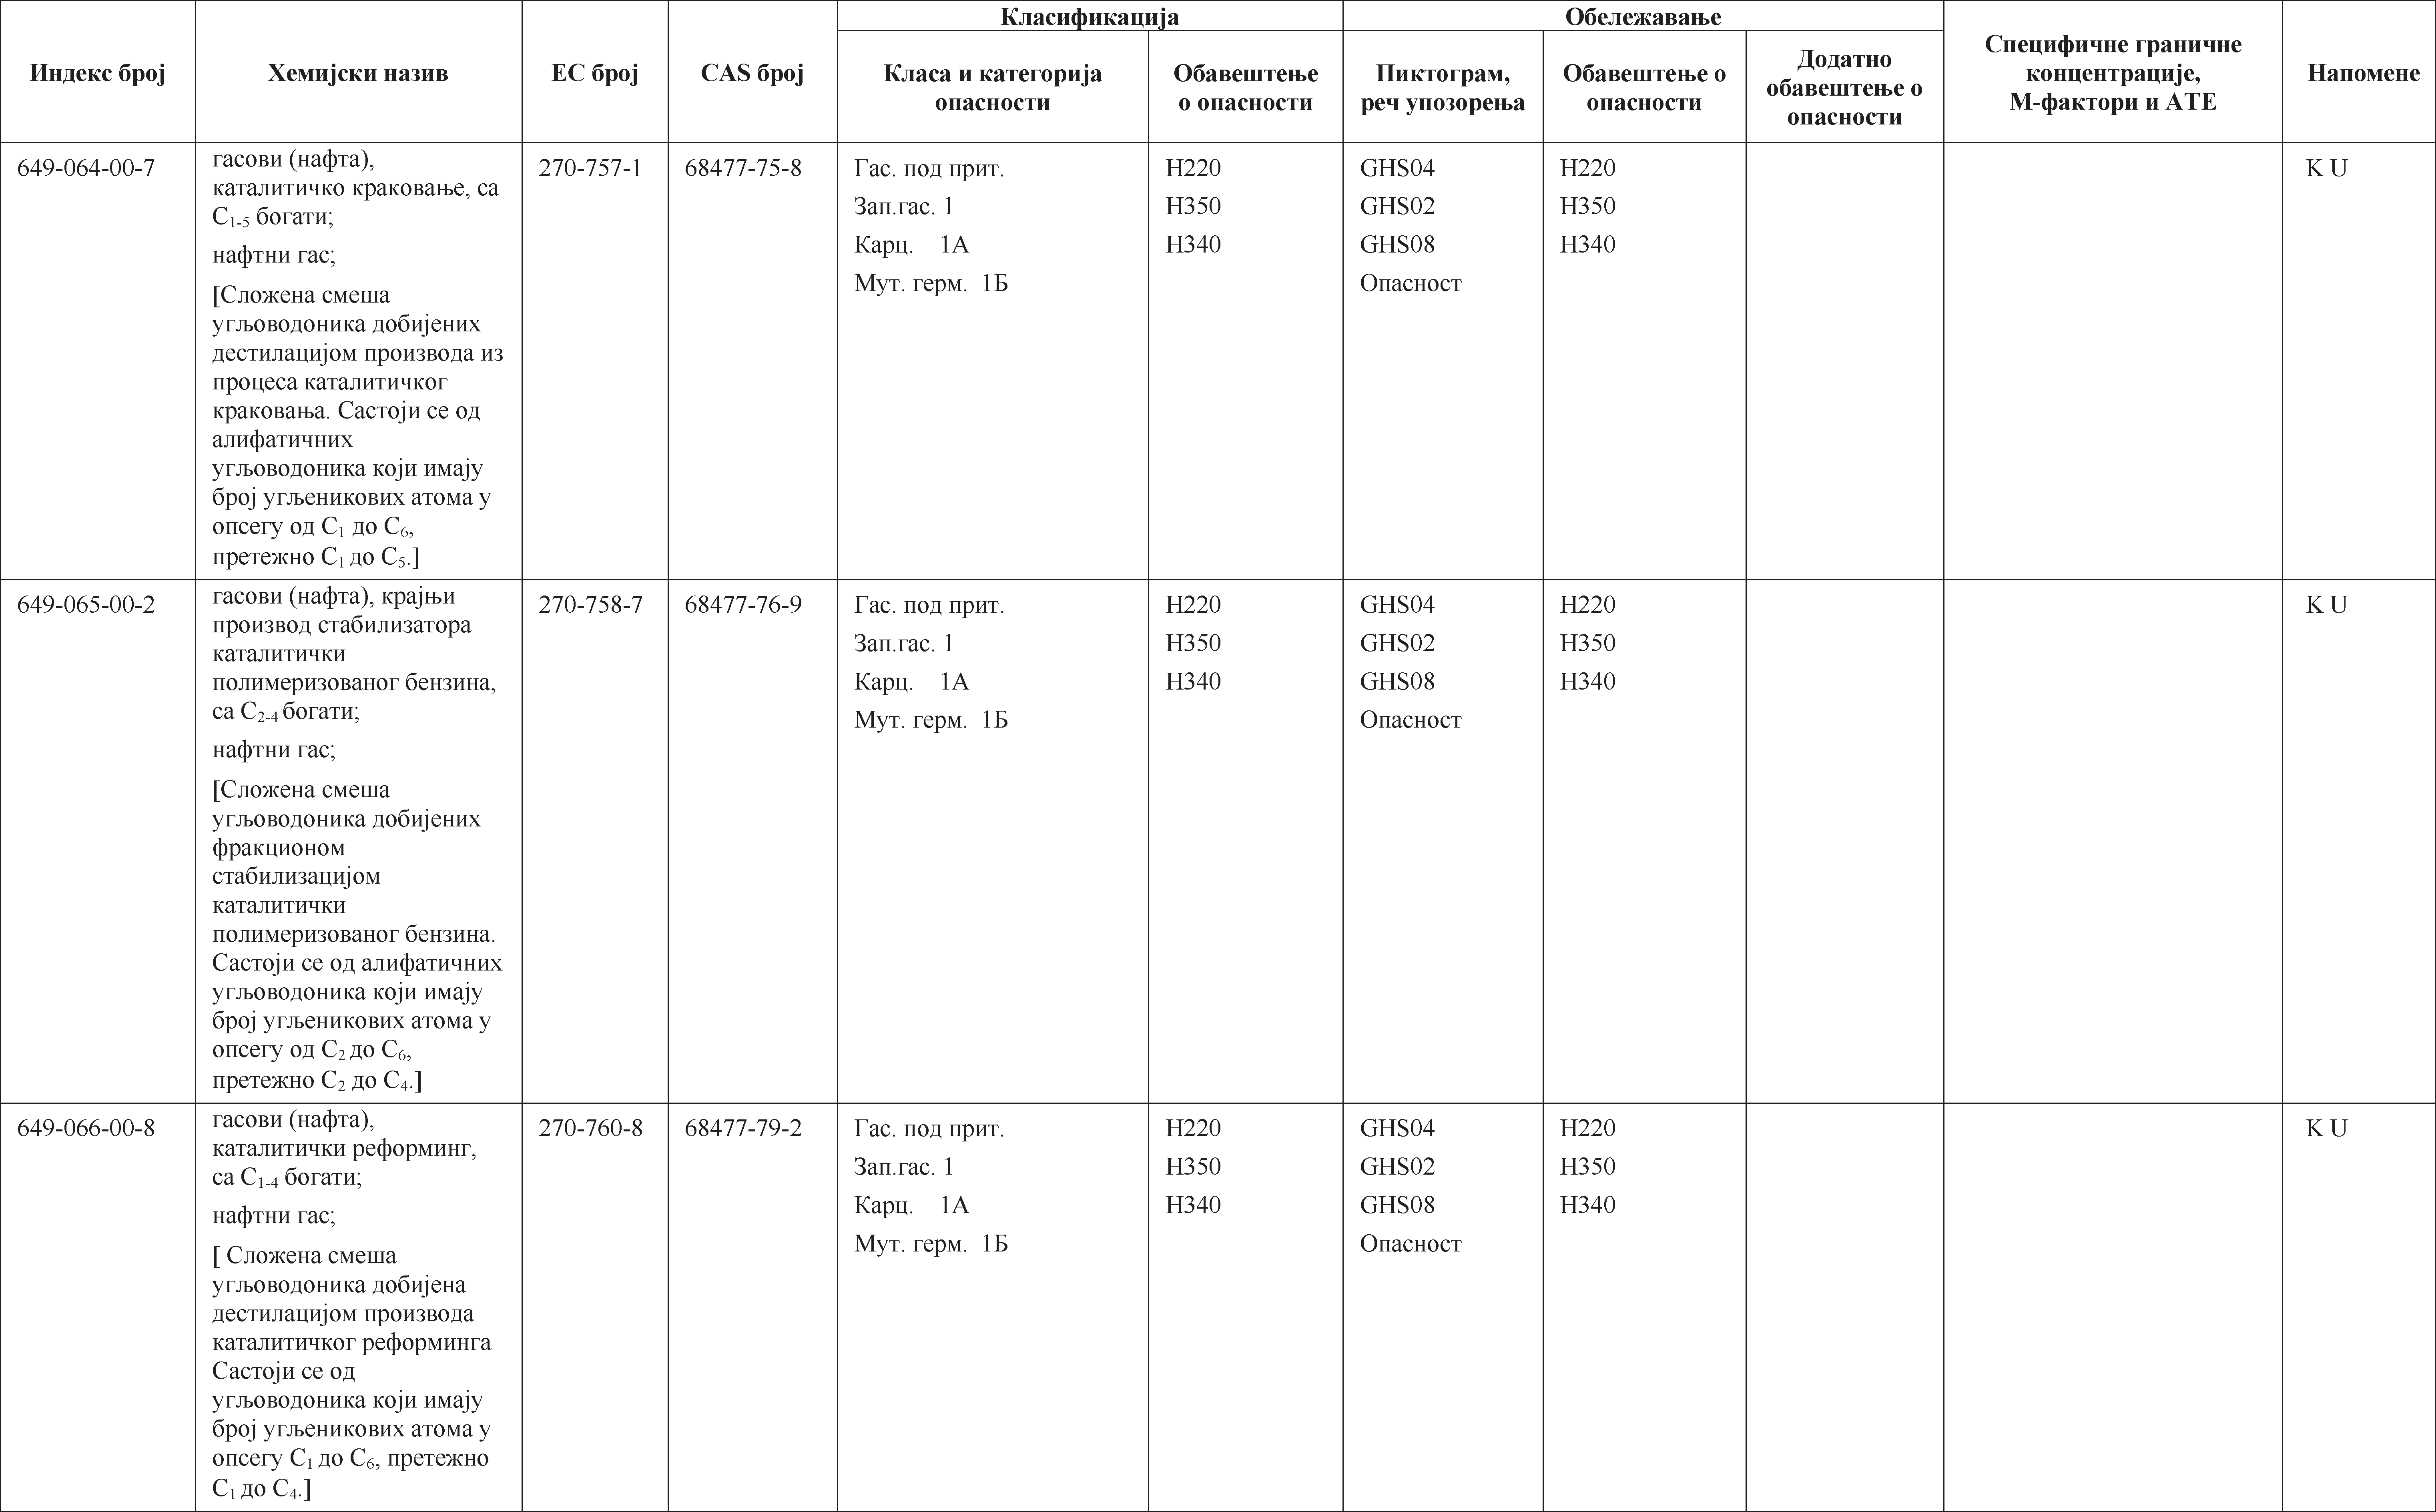 Индекс број
Хемијски назив
ЕС број
CAS број
Класификација
Класа и категорија
опасности
Обавештење
о опасности
Обележавање
Пиктограм,
реч упозорења
Обавештење о
опасности
Додатно
обавештење о
опасности
Специфичне граничне
концентрације,
М-фактори и АТЕ
Напомене
649-064-00-7
гасови (нафта),
каталитичко краковање, са
C1-5 богати;
нафтни гас;
[Сложена смеша
угљоводоника добијених
дестилацијом производа из
процеса каталитичког
краковања. Састоји се од
алифатичних
угљоводоника који имају
број угљеникових атома у
опсегу од C1 до C6,
претежно C1 до C5.]
270-757-1
68477-75-8
Гас. под прит.
Зап.гас. 1
Карц. 1А
Мут. герм. 1Б
H220
H350
H340
GHS04
GHS02
GHS08
Опасност
H220
H350
H340
K U
649-065-00-2
гасови (нафта), крајњи
производ стабилизатора
каталитички
полимеризованог бензина,
са C2-4 богати;
нафтни гас;
[Сложена смеша
угљоводоника добијених
фракционом
стабилизацијом
каталитички
полимеризованог бензина.
Састоји се од алифатичних
угљоводоника који имају
број угљеникових атома у
опсегу од C2 до C6,
претежно C2 до C4.]
270-758-7
68477-76-9
Гас. под прит.
Зап.гас. 1
Карц. 1А
Мут. герм. 1Б
H220
H350
H340
GHS04
GHS02
GHS08
Опасност
H220
H350
H340
K U
649-066-00-8
гасови (нафта),
каталитички реформинг,
са C1-4 богати;
нафтни гас;
[ Сложена смеша
угљоводоника добијена
дестилацијом производа
каталитичког реформинга
Састоји се од
угљоводоника који имају
број угљеникових атома у
опсегу C1 до C6, претежно
C1 до C4.]
270-760-8
68477-79-2
Гас. под прит.
Зап.гас. 1
Карц. 1А
Мут. герм. 1Б
H220
H350
H340
GHS04
GHS02
GHS08
Опасност
H220
H350
H340
K U